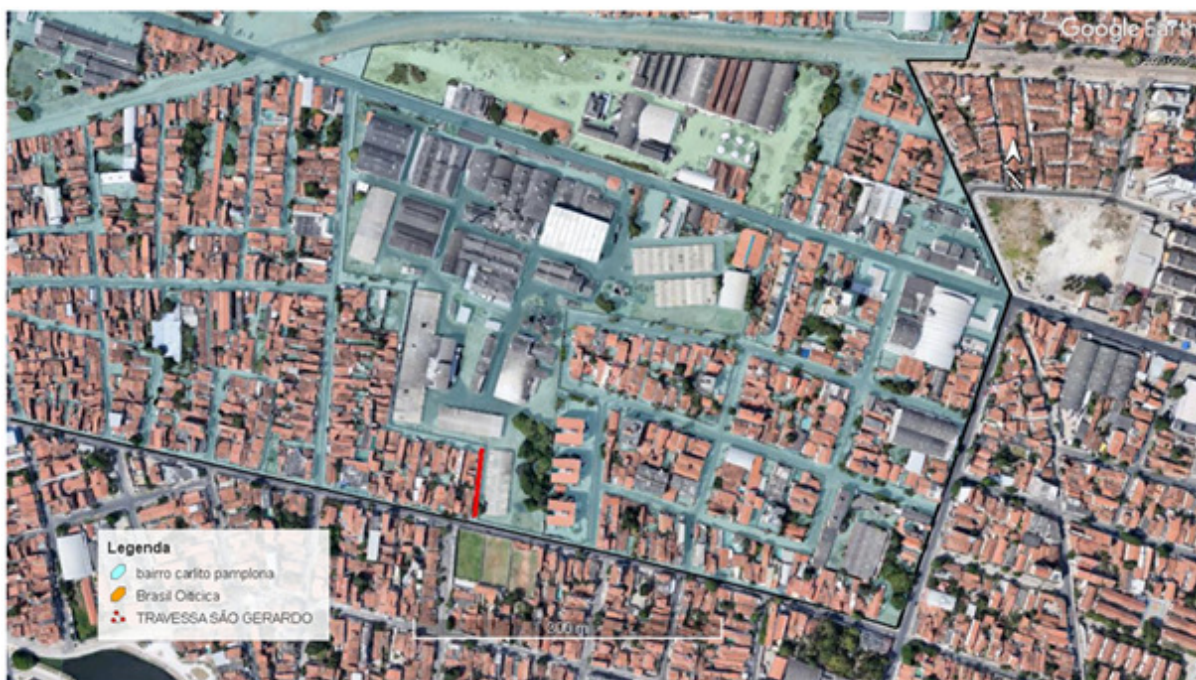 Google Earth
Legenda
bairro carlito pamplona
Brasil Oiticica
TRAVESSA SÃO GERARDO
300 m